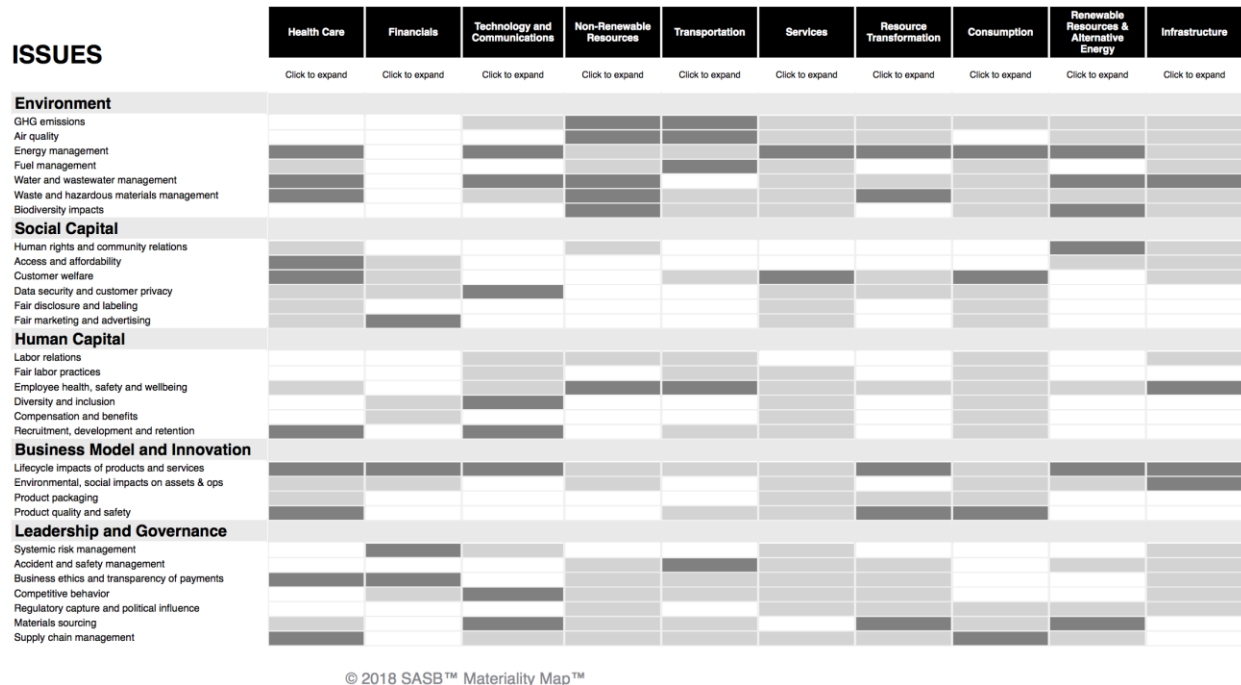 ISSUES
Health Care
Financials
Technology and
Communications
Non-Renewable
Resources
Transportation
Services
Resource
Transformation
Consumption
Renewable
Resources &
Alternative
Energy
Infrastructure
Click to expand
Click to expand
Click to expand
Click to expand
Click to expand
Click to expand
Click to expand
Click to expand
Click to expand
Click to expand
Environment
GHG emissions
Air quality
Energy management
Fuel management
Water and wastewater management
Waste and hazardous materials management
Biodiversity impacts
Social Capital
Human rights and community relations
Access and affordability
Customer welfare
Data security and customer privacy
Fair disclosure and labeling
Fair marketing and advertising
Human Capital
Labor relations
Fair labor practices
Employee health, safety and wellbeing
Diversity and inclusion
Compensation and benefits
Recruitment, development and retention
Business Model and Innovation
Lifecycle impacts of products and services
Environmental, social impacts on assets & ops
Product packaging
Product quality and safety
Leadership and Governance
Systemic risk management
Accident and safety management
Business ethics and transparency of payments
Competitive behavior
Regulatory capture and political influence
Materials sourcing
Supply chain management
© 2018 SASB™ Materiality Map™